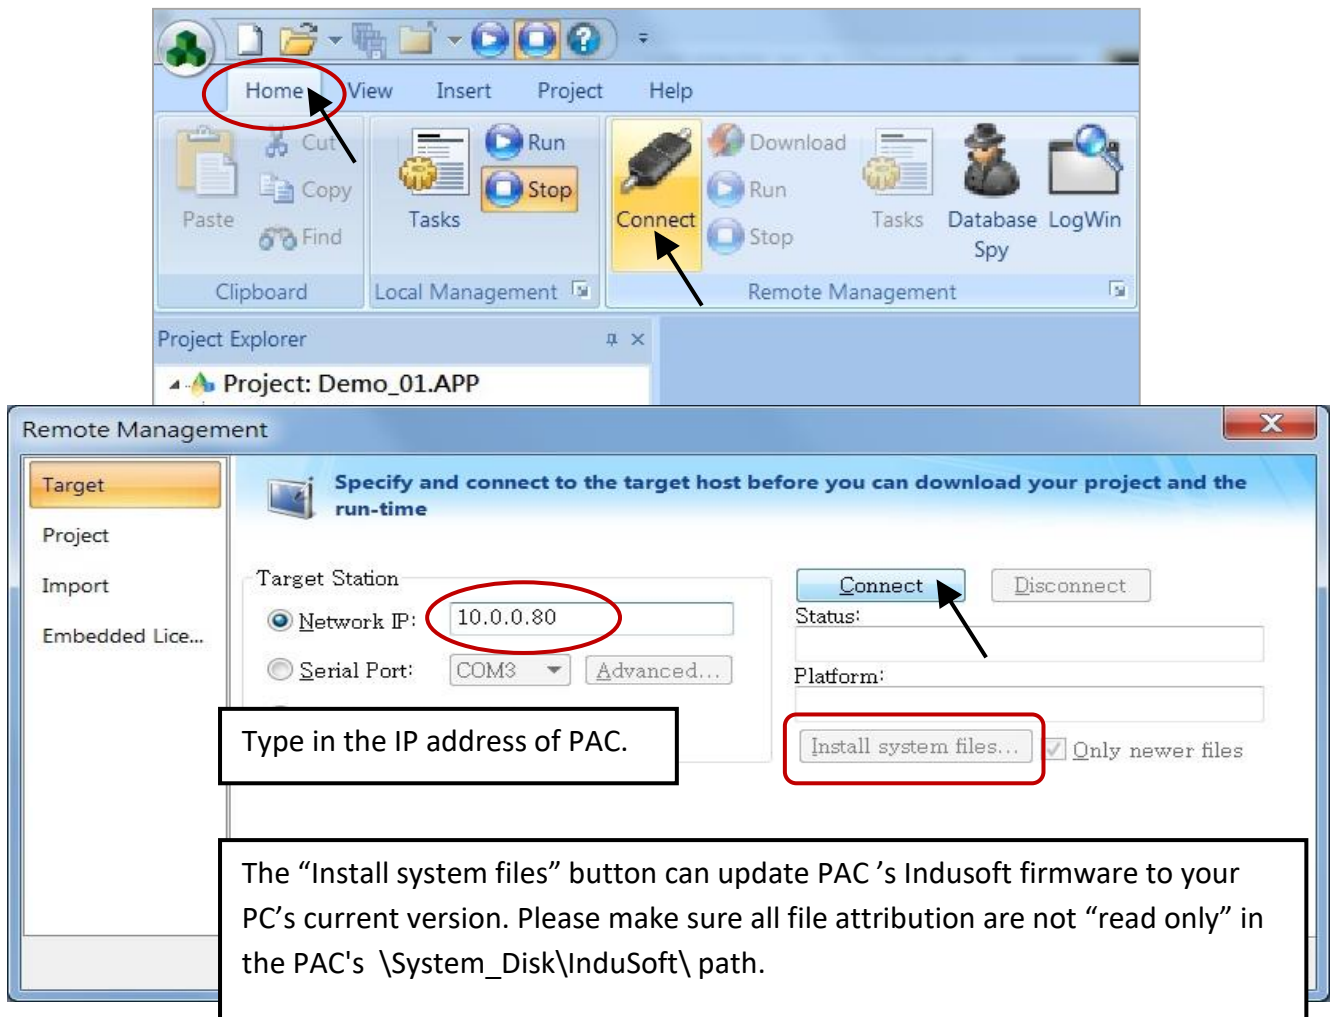 Home View Insert Project Help
Paste
Cut
Copy
Find
Tasks
Run
Stop
Connect
Download
Run
Stop
Tasks
Database
Spy
LogWin
Clipboard
Local Management
Remote Management
Project Explorer
Project: Demo_01.APP
Remote Management
Target
Project
Import
Embedded Lice...
Specify and connect to the target host before you can download your project and the
run-time
Target Station
Network IP: 10.0.0.80
Serial Port: COM3 Advanced...
Connect Disconnect
Status:
Platform:
Install system files... Only newer files
Type in the IP address of PAC.
The “Install system files” button can update PAC ’s Indusoft firmware to your
PC’s current version. Please make sure all file attribution are not “read only” in
the PAC's \System_Disk\InduSoft\ path.